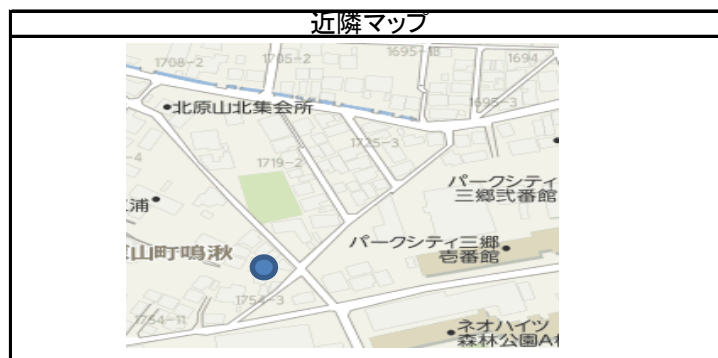 近隣マップ
1708-2
1705-2
1695-18
1694
北原山北集会所
1695-3
1725-3
-4
1719-2
パークシティ
三郷弐番館
浦
パークシティ三郷
壱番館
山町鳴湫
1754-3
1754-11
ネオハイツ
森林公園A